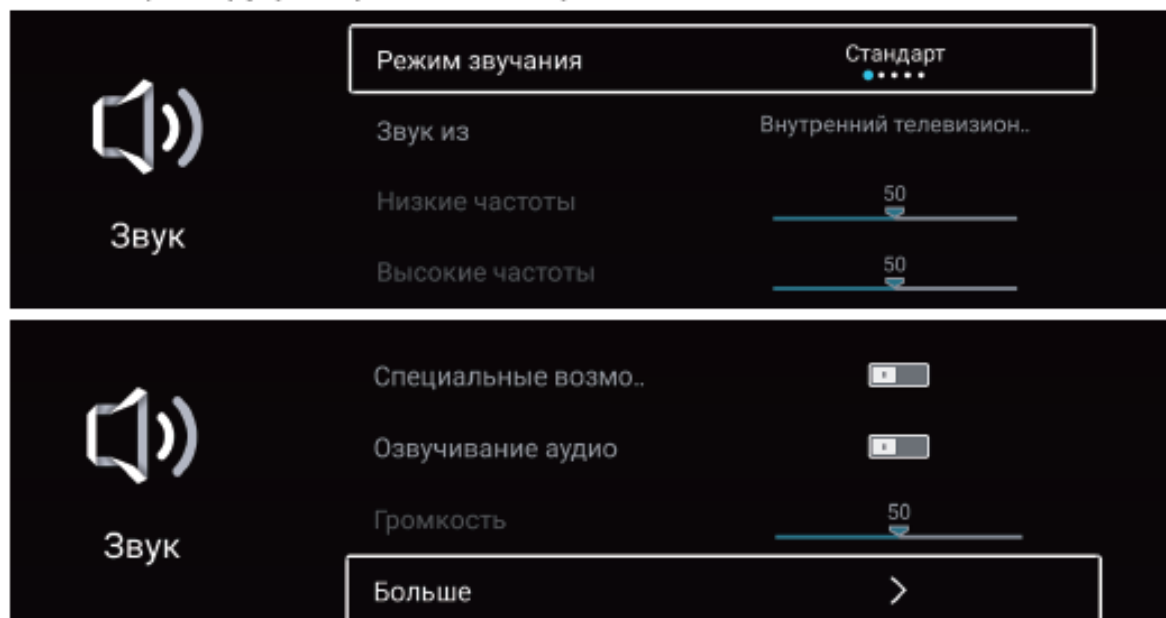 Режим звучания Стандарт
Звук из Внутренний телевизион..
Низкие частоты 50
Звук
Высокие частоты 50
Специальные возмо..
Озвучивание аудио
Громкость 50
Звук
Больше